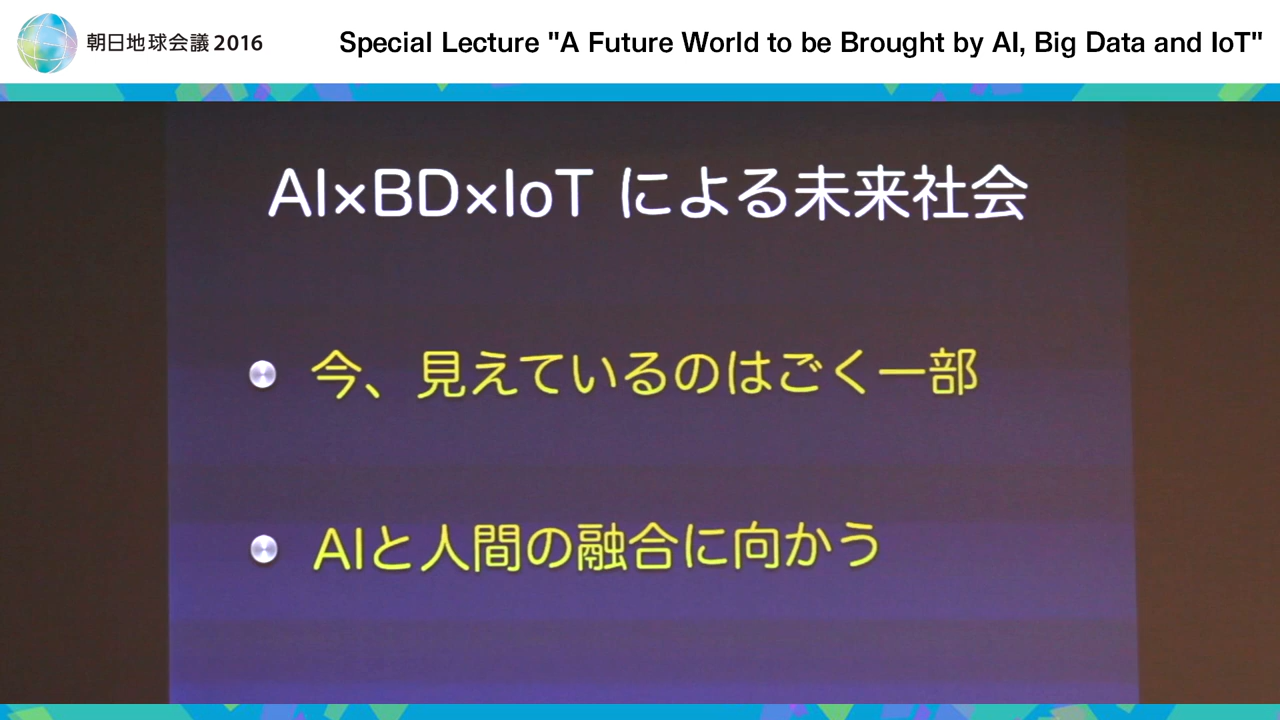 朝日地球会議2016
Special Lecture "A Future World to be Brought by AI, Big Data and IoT"
AI×BD×IoT による未来社会
今、見えているのはごく一部
AIと人間の融合に向かう